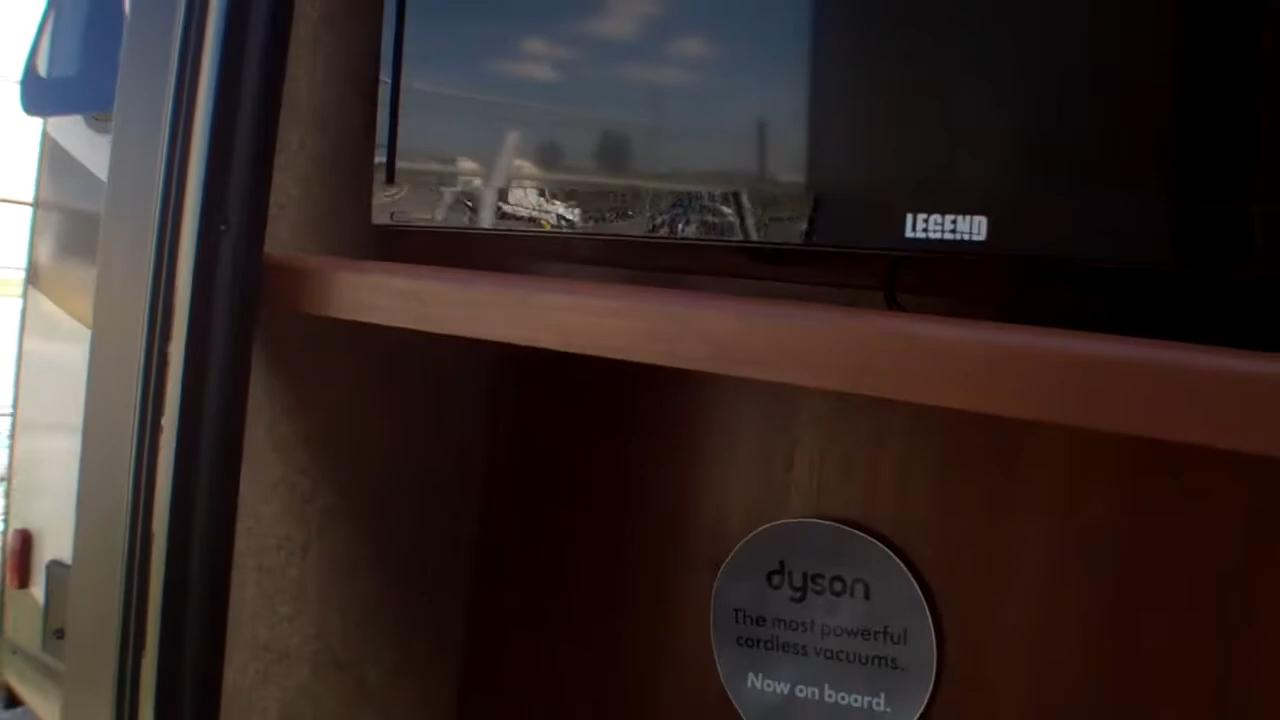 LEGEND
dyson
The most powerful
cordless vacuums.
Now on board.